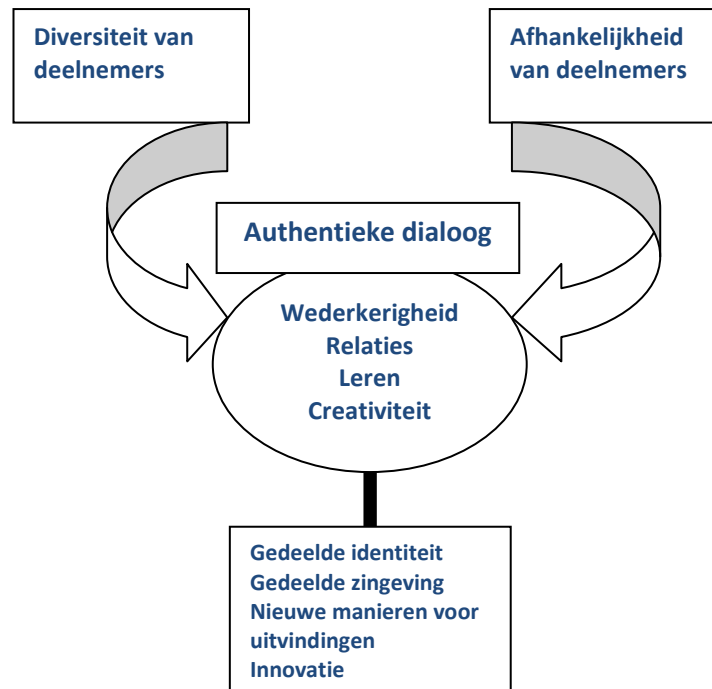 Diversiteit van
deelnemers
Afhankelijkheid
van deelnemers
Authentieke dialoog
Wederkerigheid
Relaties
Leren
Creativiteit
Gedeelde identiteit
Gedeelde zingeving
Nieuwe manieren voor
uitvindingen
Innovatie